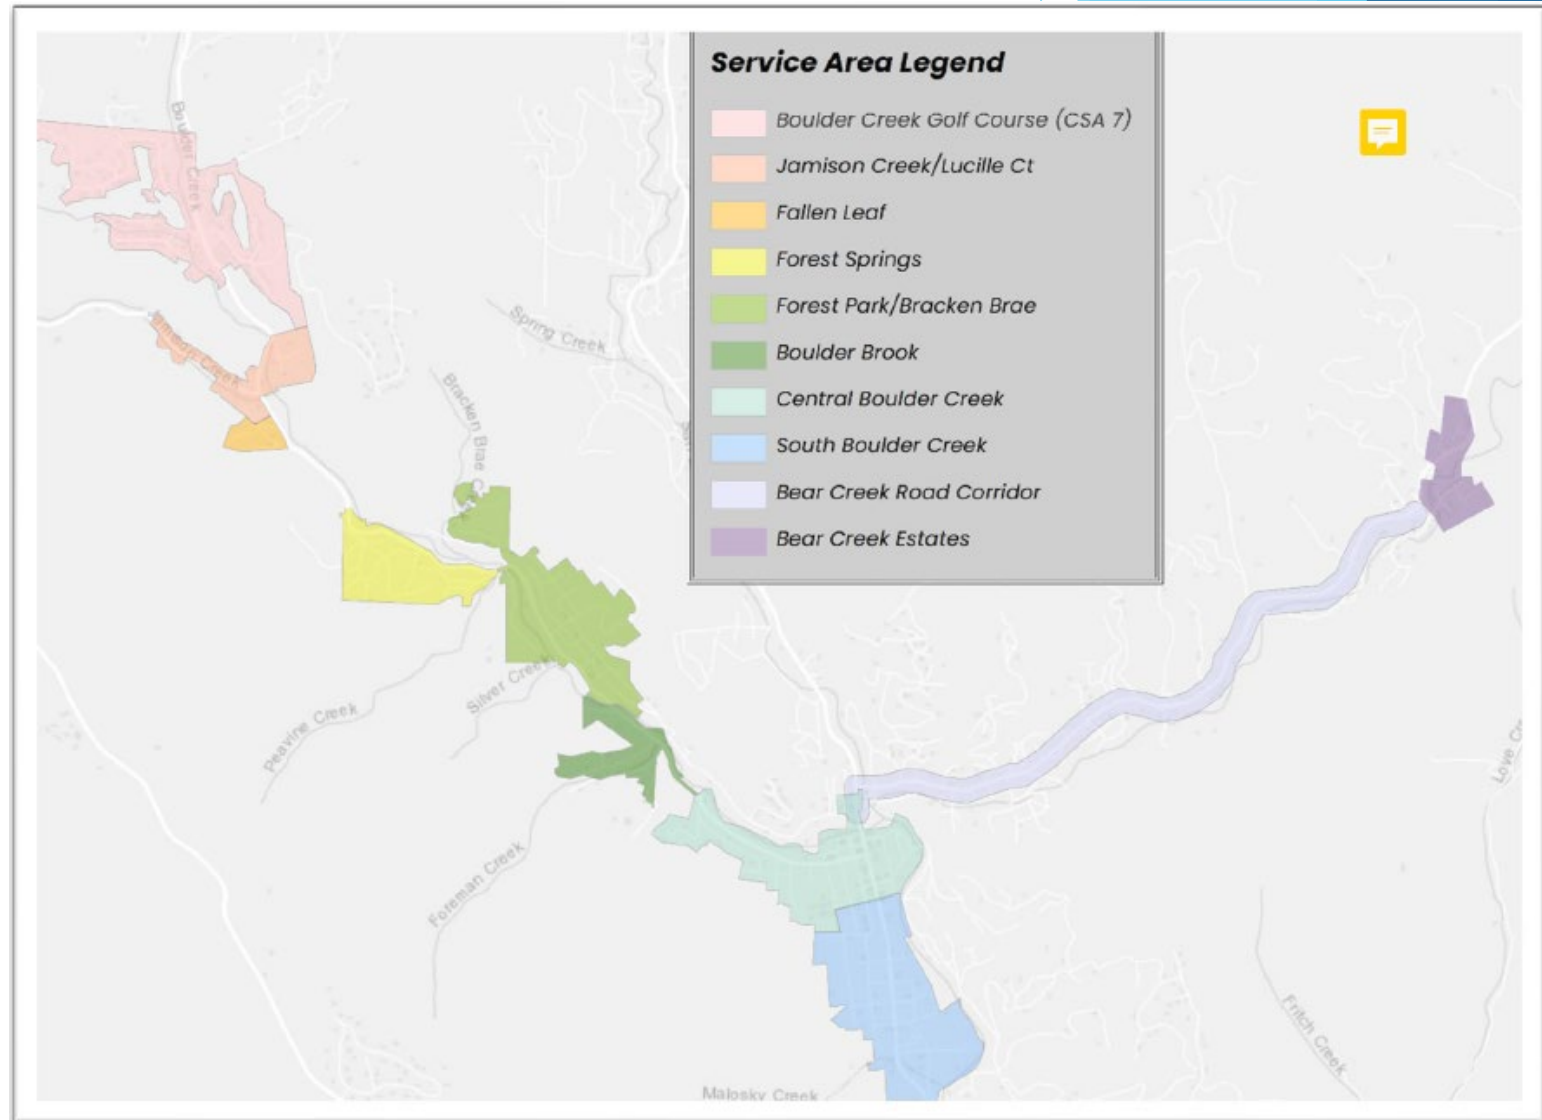 Service Area Legend
Boulder Creek Golf Course (CSA 7)
Jamison Creek/Lucille Ct
Fallen Leaf
Forest Springs
Forest Park/Bracken Brae
Boulder Brook
Central Boulder Creek
South Boulder Creek
Bear Creek Road Corridor
Bear Creek Estates
Boulder Creek
Spring Creek
Creek
Bracken Brae
Silver Creek
Peavine Creek
Foreman Creek
Love
Fritch Creek
Malosky Creek